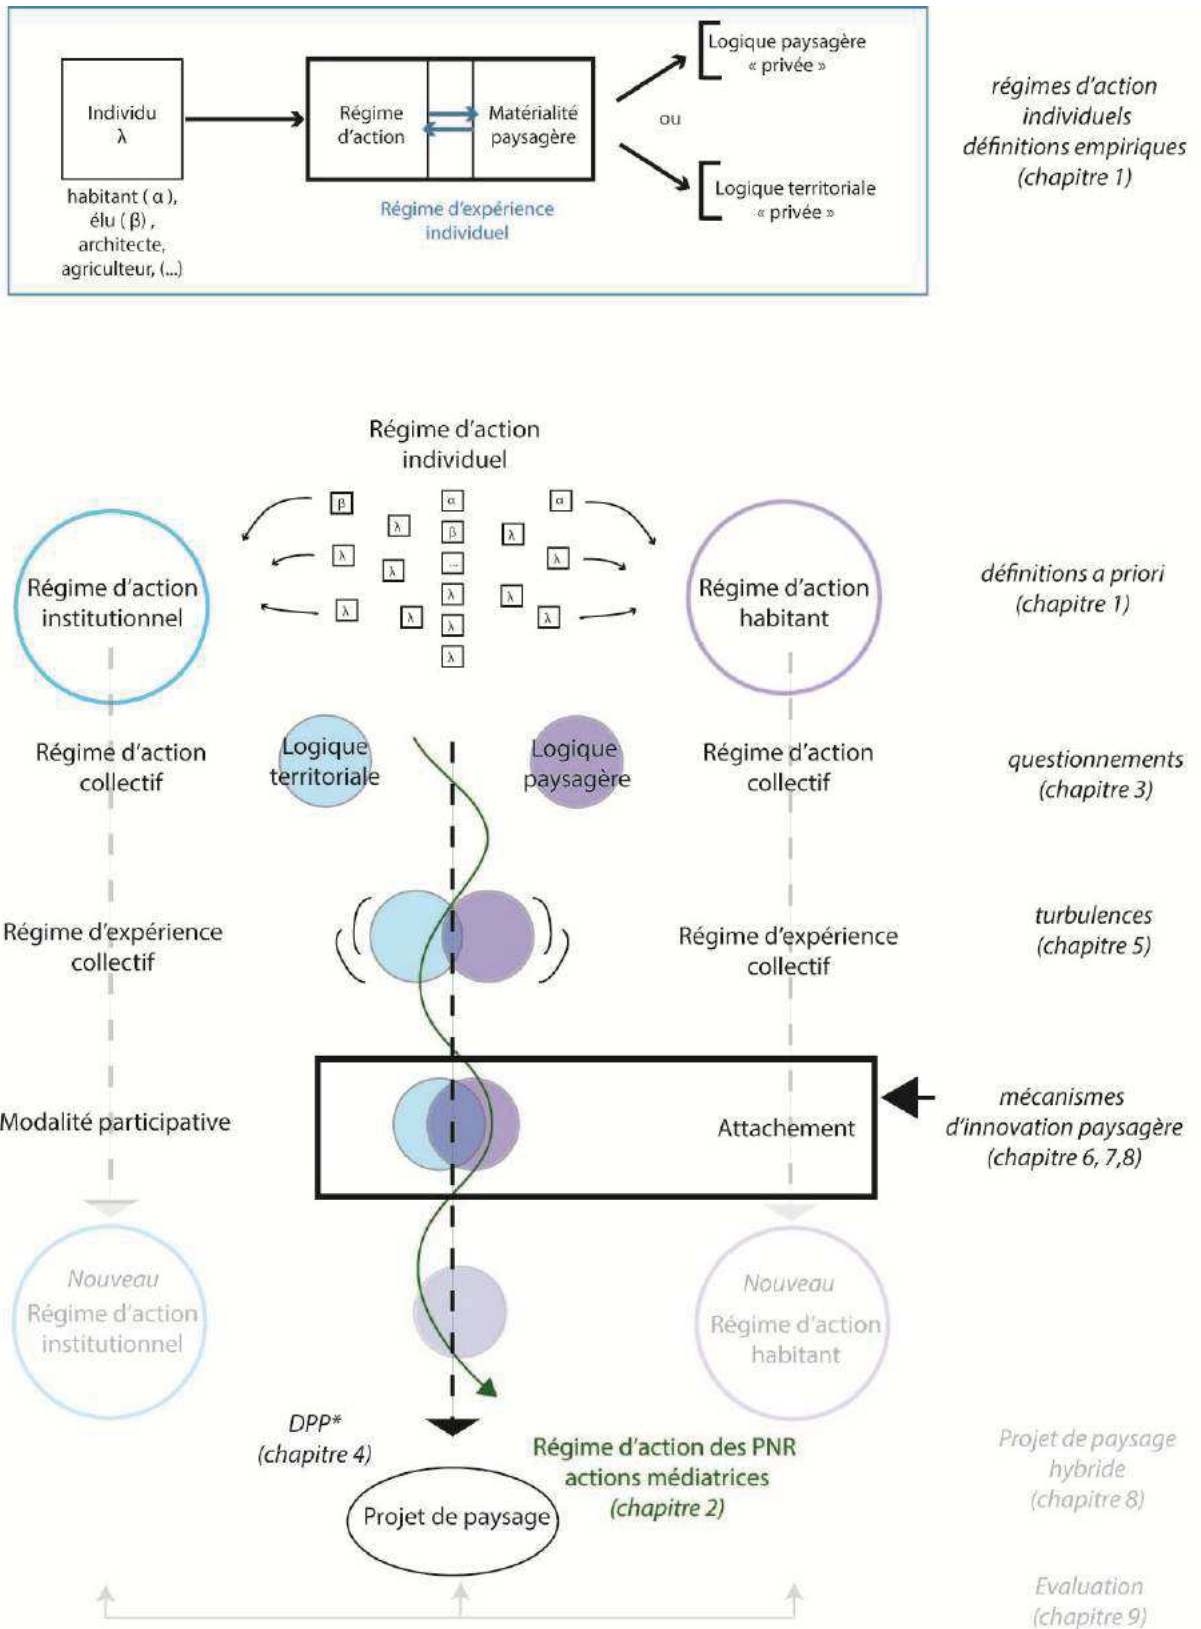 Individu
λ
habitant ( α ),
élu ( β) ,
architecte,
agriculteur, (...)
Régime
d'action
Matérialité
paysagère
Régime d'expérience
individuel
Logique paysagère
« privée »
ou
Logique territoriale
« privée »
régimes d'action
individuels
définitions empiriques
(chapitre 1)
Régime d'action
individuel
β
α
α
λ
β
λ
λ
...
λ
λ
λ
λ
λ
λ
λ
λ
λ
λ
Régime d'action
institutionnel
Régime d'action
habitant
définitions a priori
(chapitre 1)
Régime d'action
collectif
Logique
territoriale
Logique
paysagère
Régime d'action
collectif
questionnements
(chapitre 3)
Régime d'expérience
collectif
Régime d'expérience
collectif
turbulences
(chapitre 5)
Modalité participative
Attachement
mécanismes
d'innovation paysagère
(chapitre 6, 7,8)
Nouveau
Régime d'action
institutionnel
Nouveau
Régime d'action
habitant
DPP*
(chapitre 4)
Régime d'action des PNR
actions médiatrices
(chapitre 2)
Projet de paysage
Projet de paysage
hybride
(chapitre 8)
Evaluation
(chapitre 9)